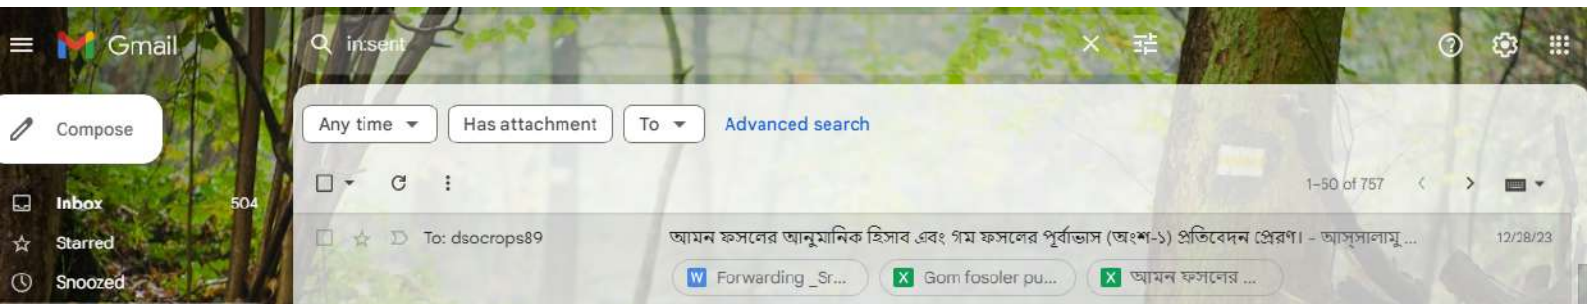 Gmail
in:sent
Compose
Any time
Has attachment
To
Advanced search
1–50 of 757
Inbox 504
Starred
Snoozed
To: dsocrops89 আমন ফসলের আনুমানিক হিসাব এবং গম ফসলের পূর্বাভাস (অংশ-১) প্রতিবেদন প্রেরণ। - আস্সালামু ... 12/28/23
W Forwarding _Sr... X Gom fosoler pu... X আমন ফসলের ...